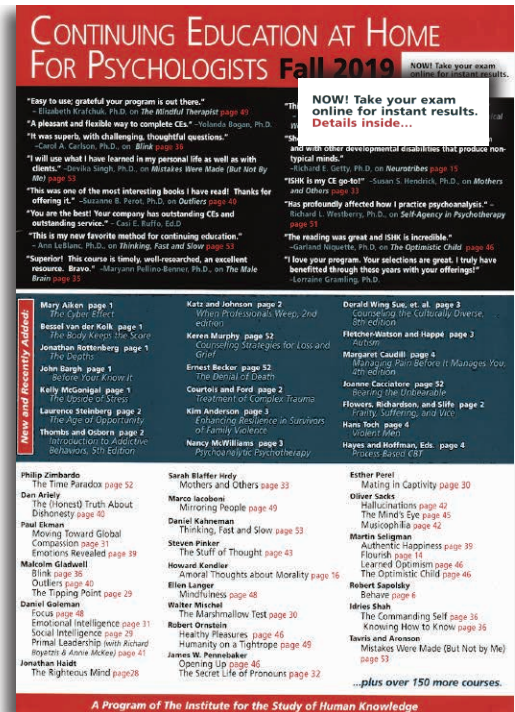 CONTINUING EDUCATION AT HOME
FOR PSYCHOLOGISTS Fall 2019
NOW! Take your exam
online for instant results.
NOW! Take your exam
online for instant results.
Details inside...
"Easy to use; grateful your program is out there."
– Elizabeth Krafchuk, Ph.D. on The Mindful Therapist page 49
"A pleasant and flexible way to complete CEs." –Yolanda Bogan, Ph.D.
"It was superb, with challenging, thoughtful questions."
–Carol A. Carlson, Ph.D., on Blink page 36
"I will use what I have learned in my personal life as well as with
clients." –Devika Singh, Ph.D., on Mistakes Were Made (But Not By
Me) page 53
"This was one of the most interesting books I have read! Thanks for
offering it." –Suzanne B. Perot, Ph.D., on Outliers page 40
"You are the best! Your company has outstanding CEs and
outstanding service." – Casi E. Ruffo, Ed.D
"This is my new favorite method for continuing education."
– Ann LeBlanc, Ph.D., on Thinking, Fast and Slow page 53
"Superior! This course is timely, well-researched, an excellent
resource. Bravo." –Maryann Pellino-Benner, Ph.D., on The Male
Brain page 35
and with other developmental disabilities that produce non-
typical minds."
–Richard E. Getty, Ph.D., on Neurotribes page 15
"ISHK is my CE go-to!" –Susan S. Hendrick, Ph.D., on Mothers
and Others page 33
"Has profoundly affected how I practice psychoanalysis." –
Richard L. Westberry, Ph.D., on Self-Agency in Psychotherapy
page 51
"The reading was great and ISHK is incredible."
–Garland Niquette, Ph.D, on The Optimistic Child page 46
"I love your program. Your selections are great. I truly have
benefitted through these years with your offerings!"
–Lorraine Gramling, Ph.D.
New and Recently Added:
Mary Aiken page 1
The Cyber Effect
Bessel van der Kolk page 1
The Body Keeps the Score
Jonathan Rottenberg page 1
The Depths
John Bargh page 1
Before Your Know It
Kelly McGonigal page 1
The Upside of Stress
Laurence Steinberg page 2
The Age of Opportunity
Thombs and Osborn page 2
Introduction to Addictive
Behaviors, 5th Edition
Katz and Johnson page 2
When Professionals Weep, 2nd
edition
Keren Murphy page 52
Counseling Strategies for Loss and
Grief
Ernest Becker page 52
The Denial of Death
Courtois and Ford page 2
Treatment of Complex Trauma
Kim Anderson page 3
Enhancing Resilience in Survivors
of Family Violence
Nancy McWilliams page 3
Psychoanalytic Psychotherapy
Derald Wing Sue, et. al. page 3
Counseling the Culturally Diverse,
8th edition
Fletcher-Watson and Happé page 3
Autism
Margaret Caudill page 4
Managing Pain Before It Manages You,
4th edition
Joanne Cacciatore page 52
Bearing the Unbearable
Flowers, Richardson, and Slife page 2
Frarity, Suffering, and Vice
Hans Toch page 4
Violent Men
Hayes and Hoffman, Eds. page 4
Process-Based CBT
Philip Zimbardo
The Time Paradox page 52
Dan Ariely
The (Honest) Truth About
Dishonesty page 40
Paul Ekman
Moving Toward Global
Compassion page 31
Emotions Revealed page 39
Malcolm Gladwell
Blink page 36
Outliers page 40
The Tipping Point page 29
Daniel Goleman
Focus page 48
Emotional Intelligence page 31
Social Intelligence page 29
Primal Leadership (with Richard
Boyatzis & Annie McKee) page 41
Jonathan Haidt
The Righteous Mind page28
Sarah Blaffer Hrdy
Mothers and Others page 33
Marco Iacoboni
Mirroring People page 49
Daniel Kahneman
Thinking, Fast and Slow page 53
Steven Pinker
The Stuff of Thought page 43
Howard Kendler
Amoral Thoughts about Morality page 16
Ellen Langer
Mindfulness page 48
Walter Mischel
The Marshmallow Test page 30
Robert Ornstein
Healthy Pleasures page 46
Humanity on a Tightrope page 49
James W. Pennebaker
Opening Up page 46
The Secret Life of Pronouns page 32
Esther Perel
Mating in Captivity page 30
Oliver Sacks
Hallucinations page 42
The Mind's Eye page 45
Musicophilia page 42
Martin Seligman
Authentic Happiness page 39
Flourish page 14
Learned Optimism page 46
The Optimistic Child page 46
Robert Sapolsky
Behave page 6
Idries Shah
The Commanding Self page 36
Knowing How to Know page 36
Tavris and Aronson
Mistakes Were Made (But Not by Me)
page 53
...plus over 150 more courses.
A Program of The Institute for the Study of Human Knowledge